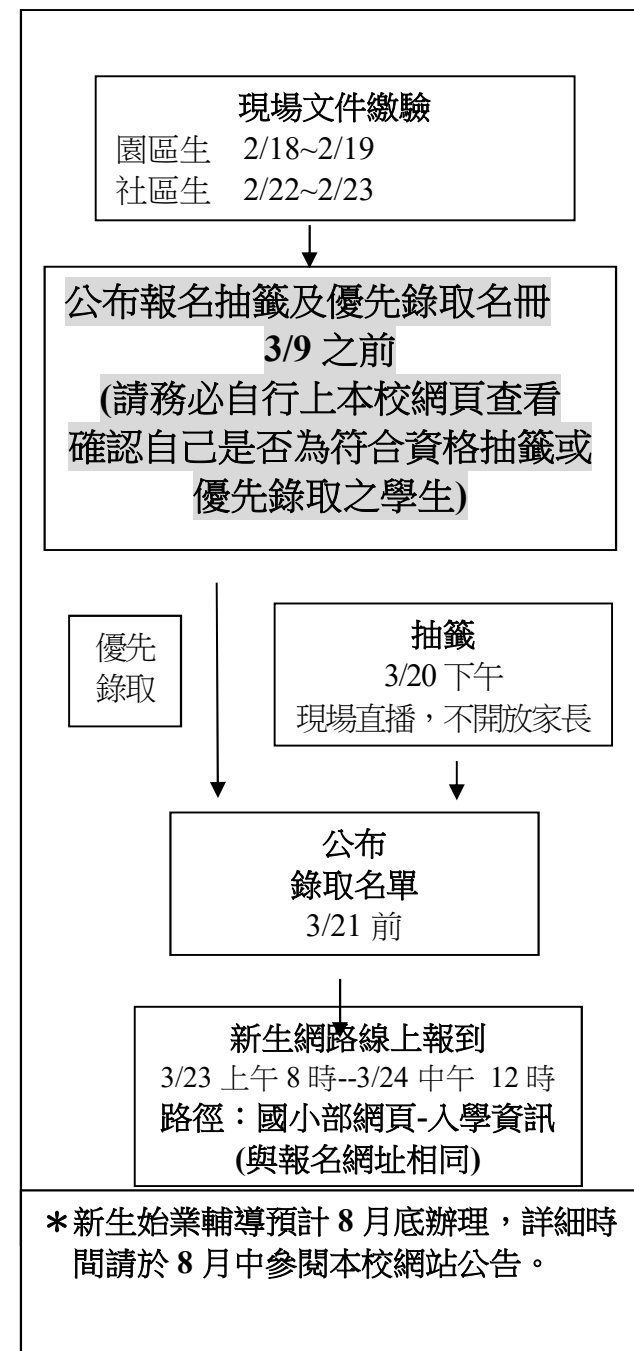 現場文件繳驗
園區生 2/18~2/19
社區生 2/22~2/23
公布報名抽籤及優先錄取名冊
3/9 之前
(請務必自行上本校網頁查看
確認自己是否為符合資格抽籤或
優先錄取之學生)
優先
錄取
抽籤
3/20 下午
現場直播，不開放家長
公布
錄取名單
3/21 前
新生網路線上報到
3/23 上午 8 時--3/24 中午 12 時
路徑：國小部網頁-入學資訊
(與報名網址相同)
＊新生始業輔導預計 8 月底辦理，詳細時
間請於 8 月中參閱本校網站公告。